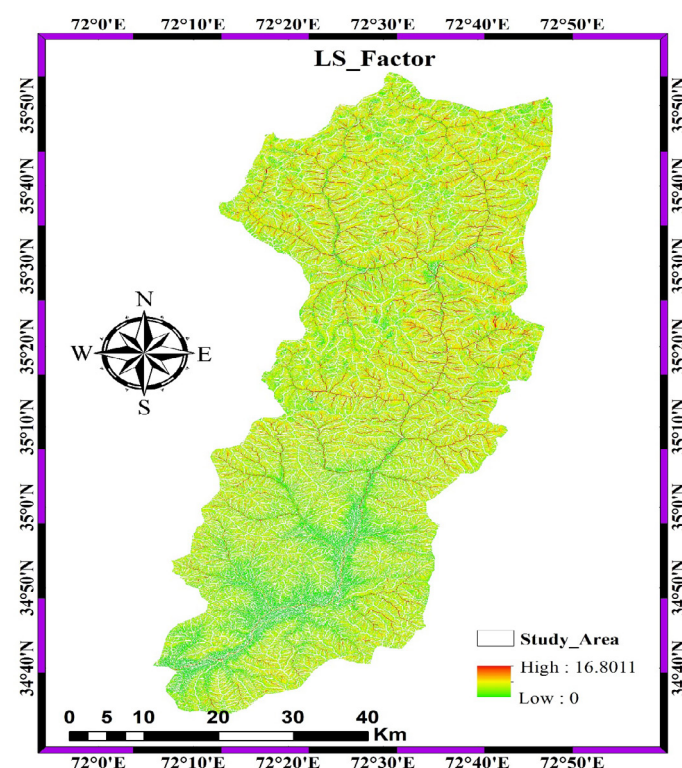 72°0'E 72°10'E 72°20'E 72°30'E 72°40'E 72°50'E
LS_Factor
35°50'N 35°50'N
35°40'N 35°40'N
35°30'N 35°30'N
N
W E
S
35°20'N 35°20'N
35°10'N 35°10'N
35°0'N 35°0'N
34°50'N 34°50'N
34°40'N 34°40'N
Study_Area
High : 16.8011
Low : 0
0 5 10 20 30 40
Km
72°0'E 72°10'E 72°20'E 72°30'E 72°40'E 72°50'E